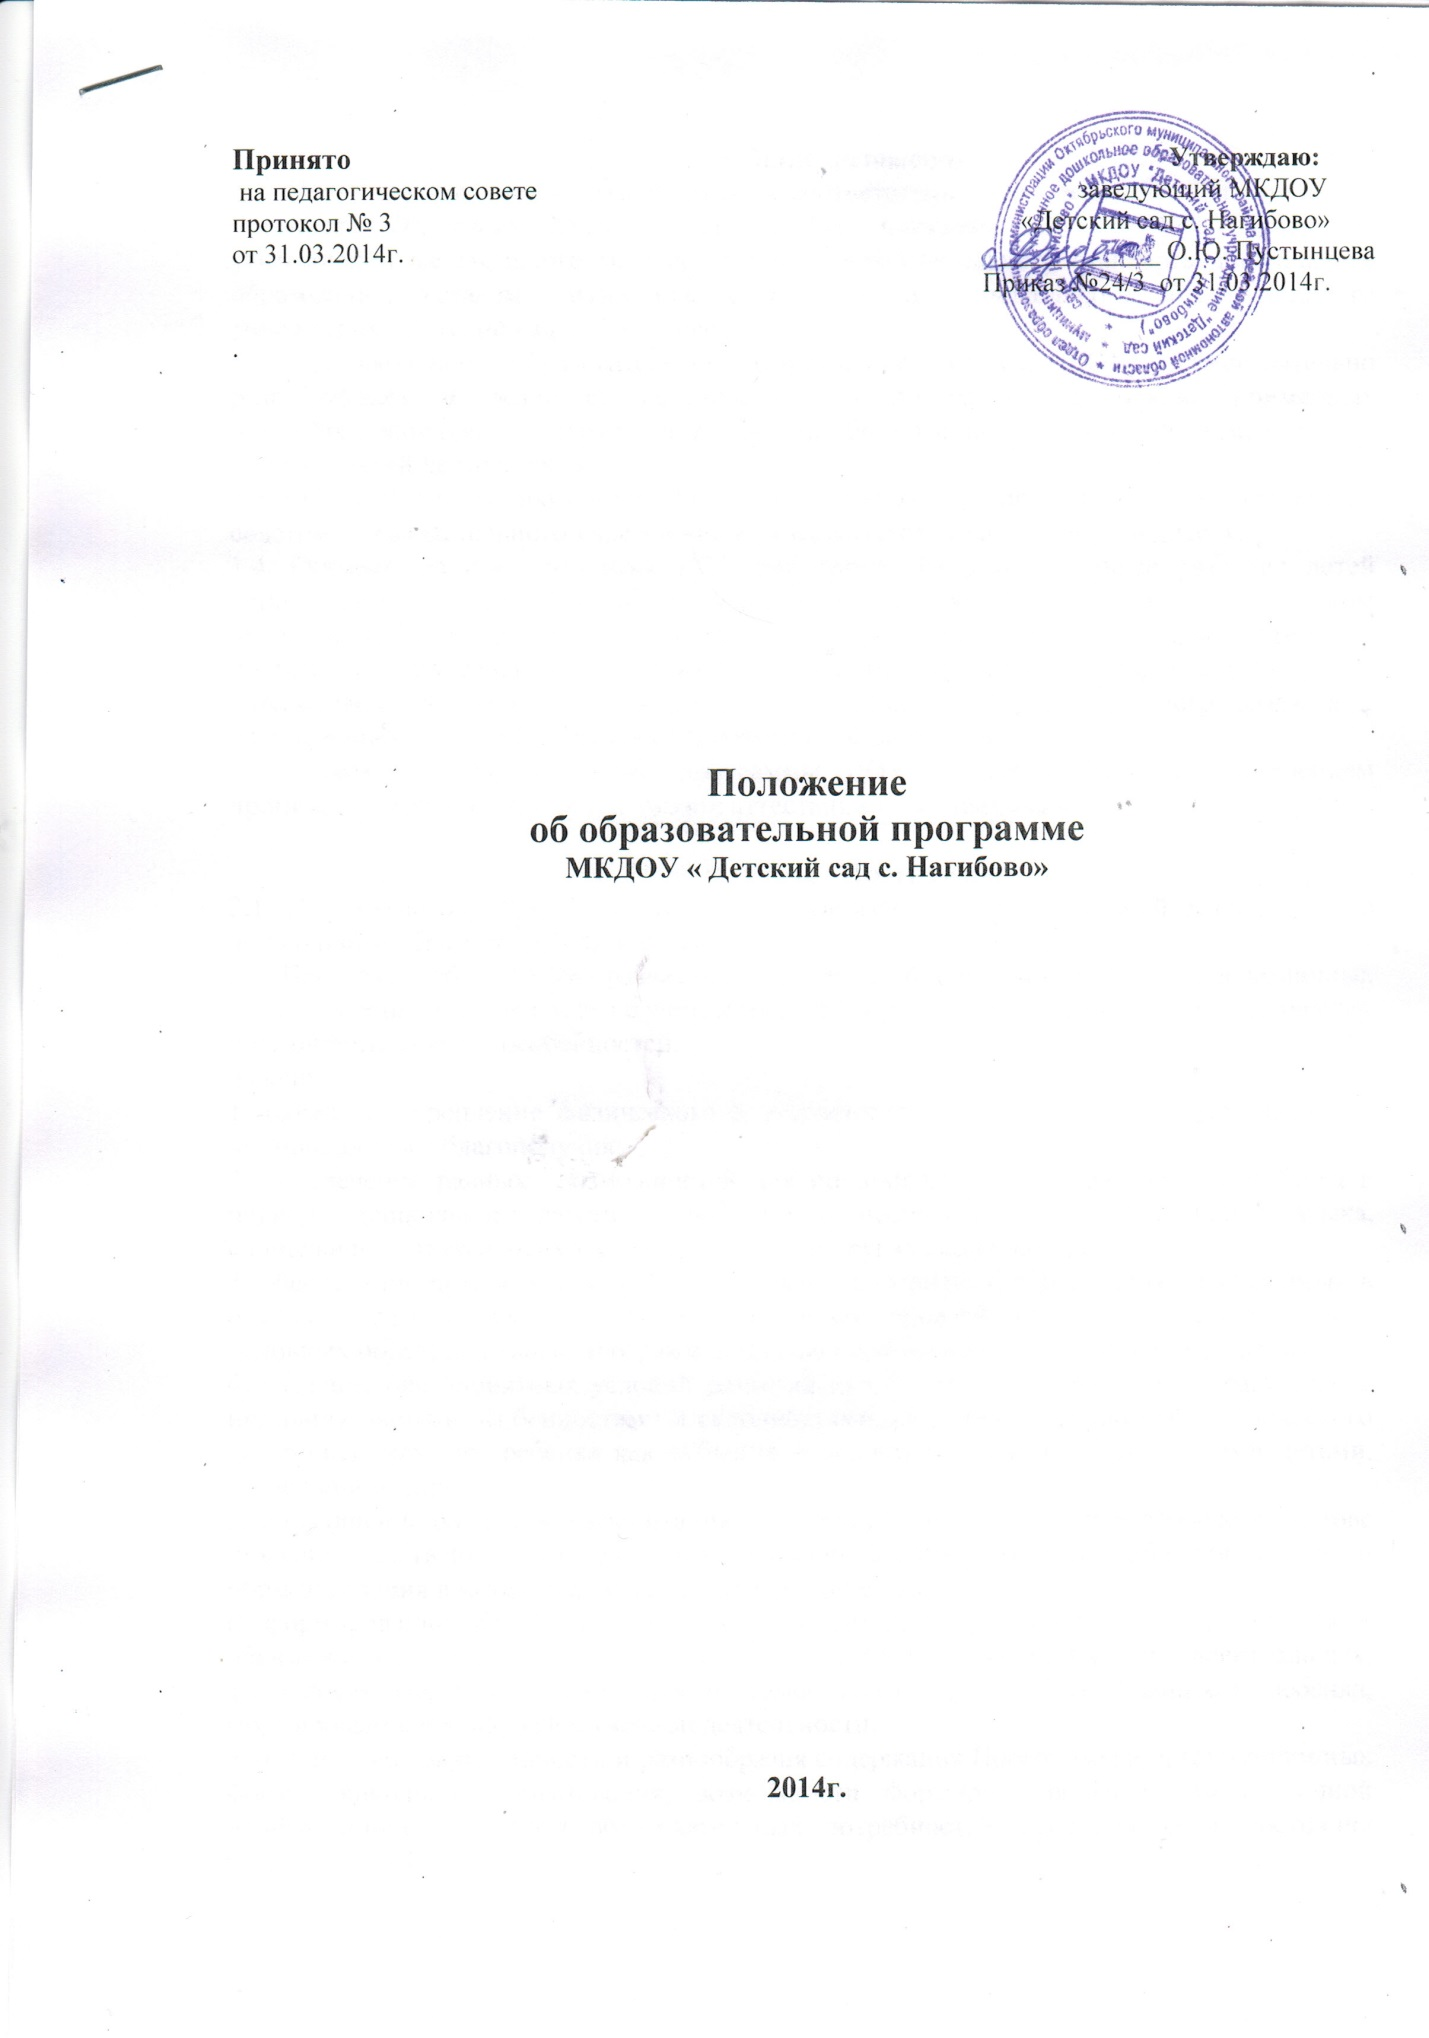 Принято
на педагогическом совете
протокол № 3
от 31.03.2014г.
Утверждаю:
заведующий МКДОУ
«Детский сад с. Нагибово»
О.Ю. Пустынцева
Приказ №24/3 от 31.03.2014г.
Положение
об образовательной программе
МКДОУ « Детский сад с. Нагибово»
2014г.